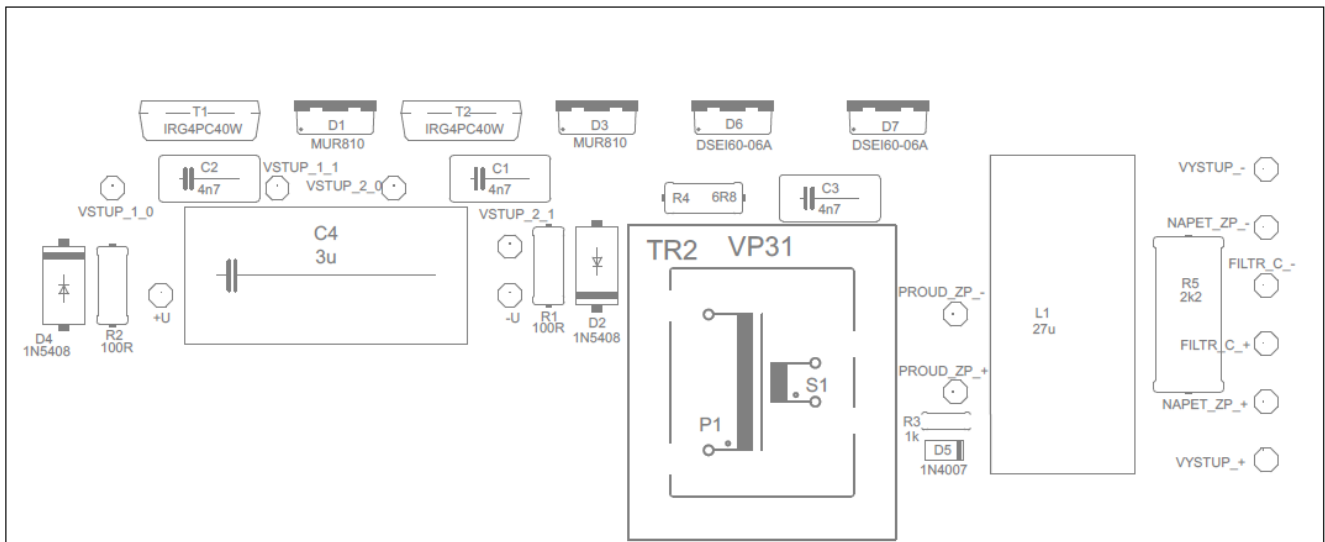 T1
IRG4PC40W
D1
MUR810
T2
IRG4PC40W
D3
MUR810
D6
DSEI60-06A
D7
DSEI60-06A
C2
4n7
VSTUP_1_1
VSTUP_2_0
C1
4n7
R4 6R8
C3
4n7
VYSTUP_-
VSTUP_1_0
VSTUP_2_1
NAPET_ZP_-
C4
3u
TR2 VP31
FILTR_C_-
R5
2k2
PROUD_ZP_-
L1
27u
+U
-U
R1
100R
D2
1N5408
D4
1N5408
R2
100R
FILTR_C_+
PROUD_ZP_+
S1
NAPET_ZP_+
P1
R3
1k
D5
1N4007
VYSTUP_+